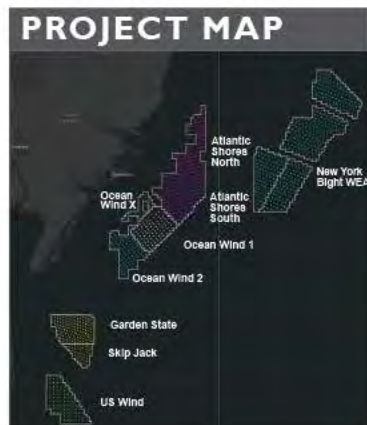 PROJECT MAP
Atlantic
Shores
North
New York
Bight WEA
Ocean
Wind X
Atlantic
Shores
South
Ocean Wind 1
Ocean Wind 2
Garden State
Skip Jack
US Wind